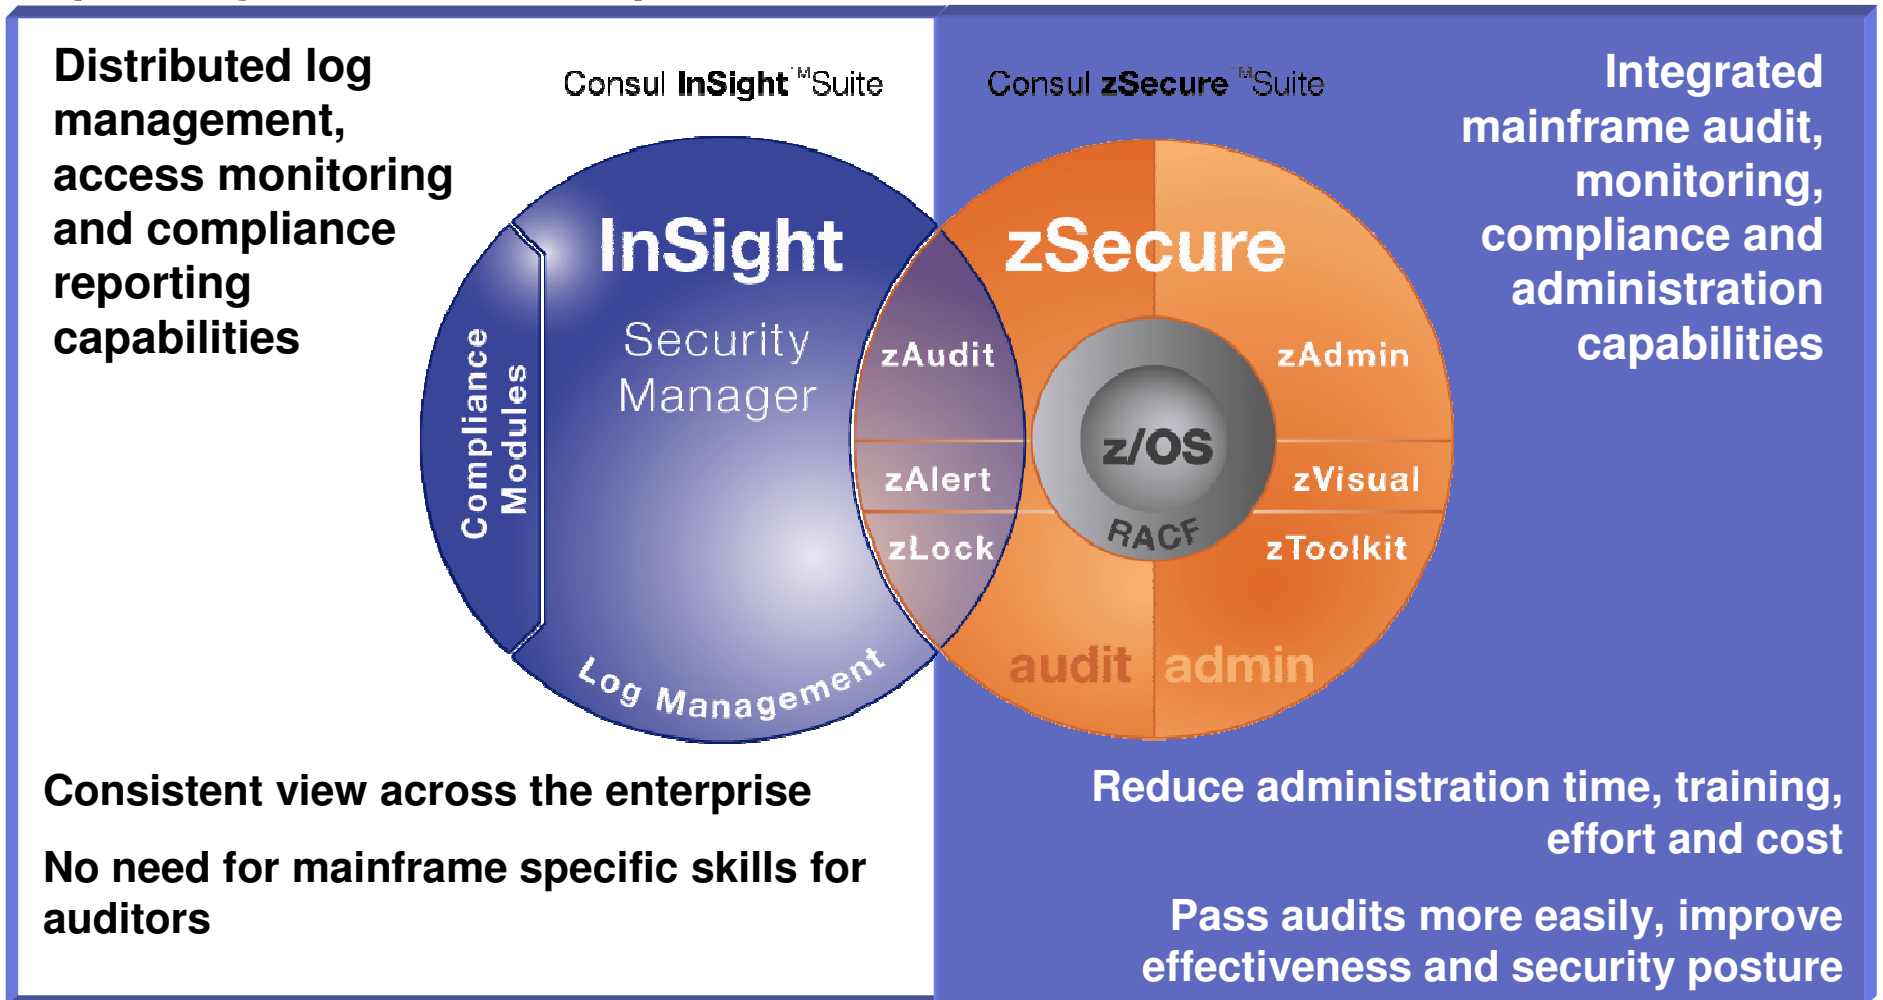 Distributed log
management,
access monitoring
and compliance
reporting
capabilities
Consul InSight™Suite
Consul zSecure™Suite
Integrated
mainframe audit,
monitoring,
compliance and
administration
capabilities
InSight
Security
Manager
Compliance
Modules
Log Management
zSecure
zAudit
zAlert
zLock
z/OS
RACF
zAdmin
zVisual
zToolkit
audit
admin
Consistent view across the enterprise
No need for mainframe specific skills for
auditors
Reduce administration time, training,
effort and cost
Pass audits more easily, improve
effectiveness and security posture